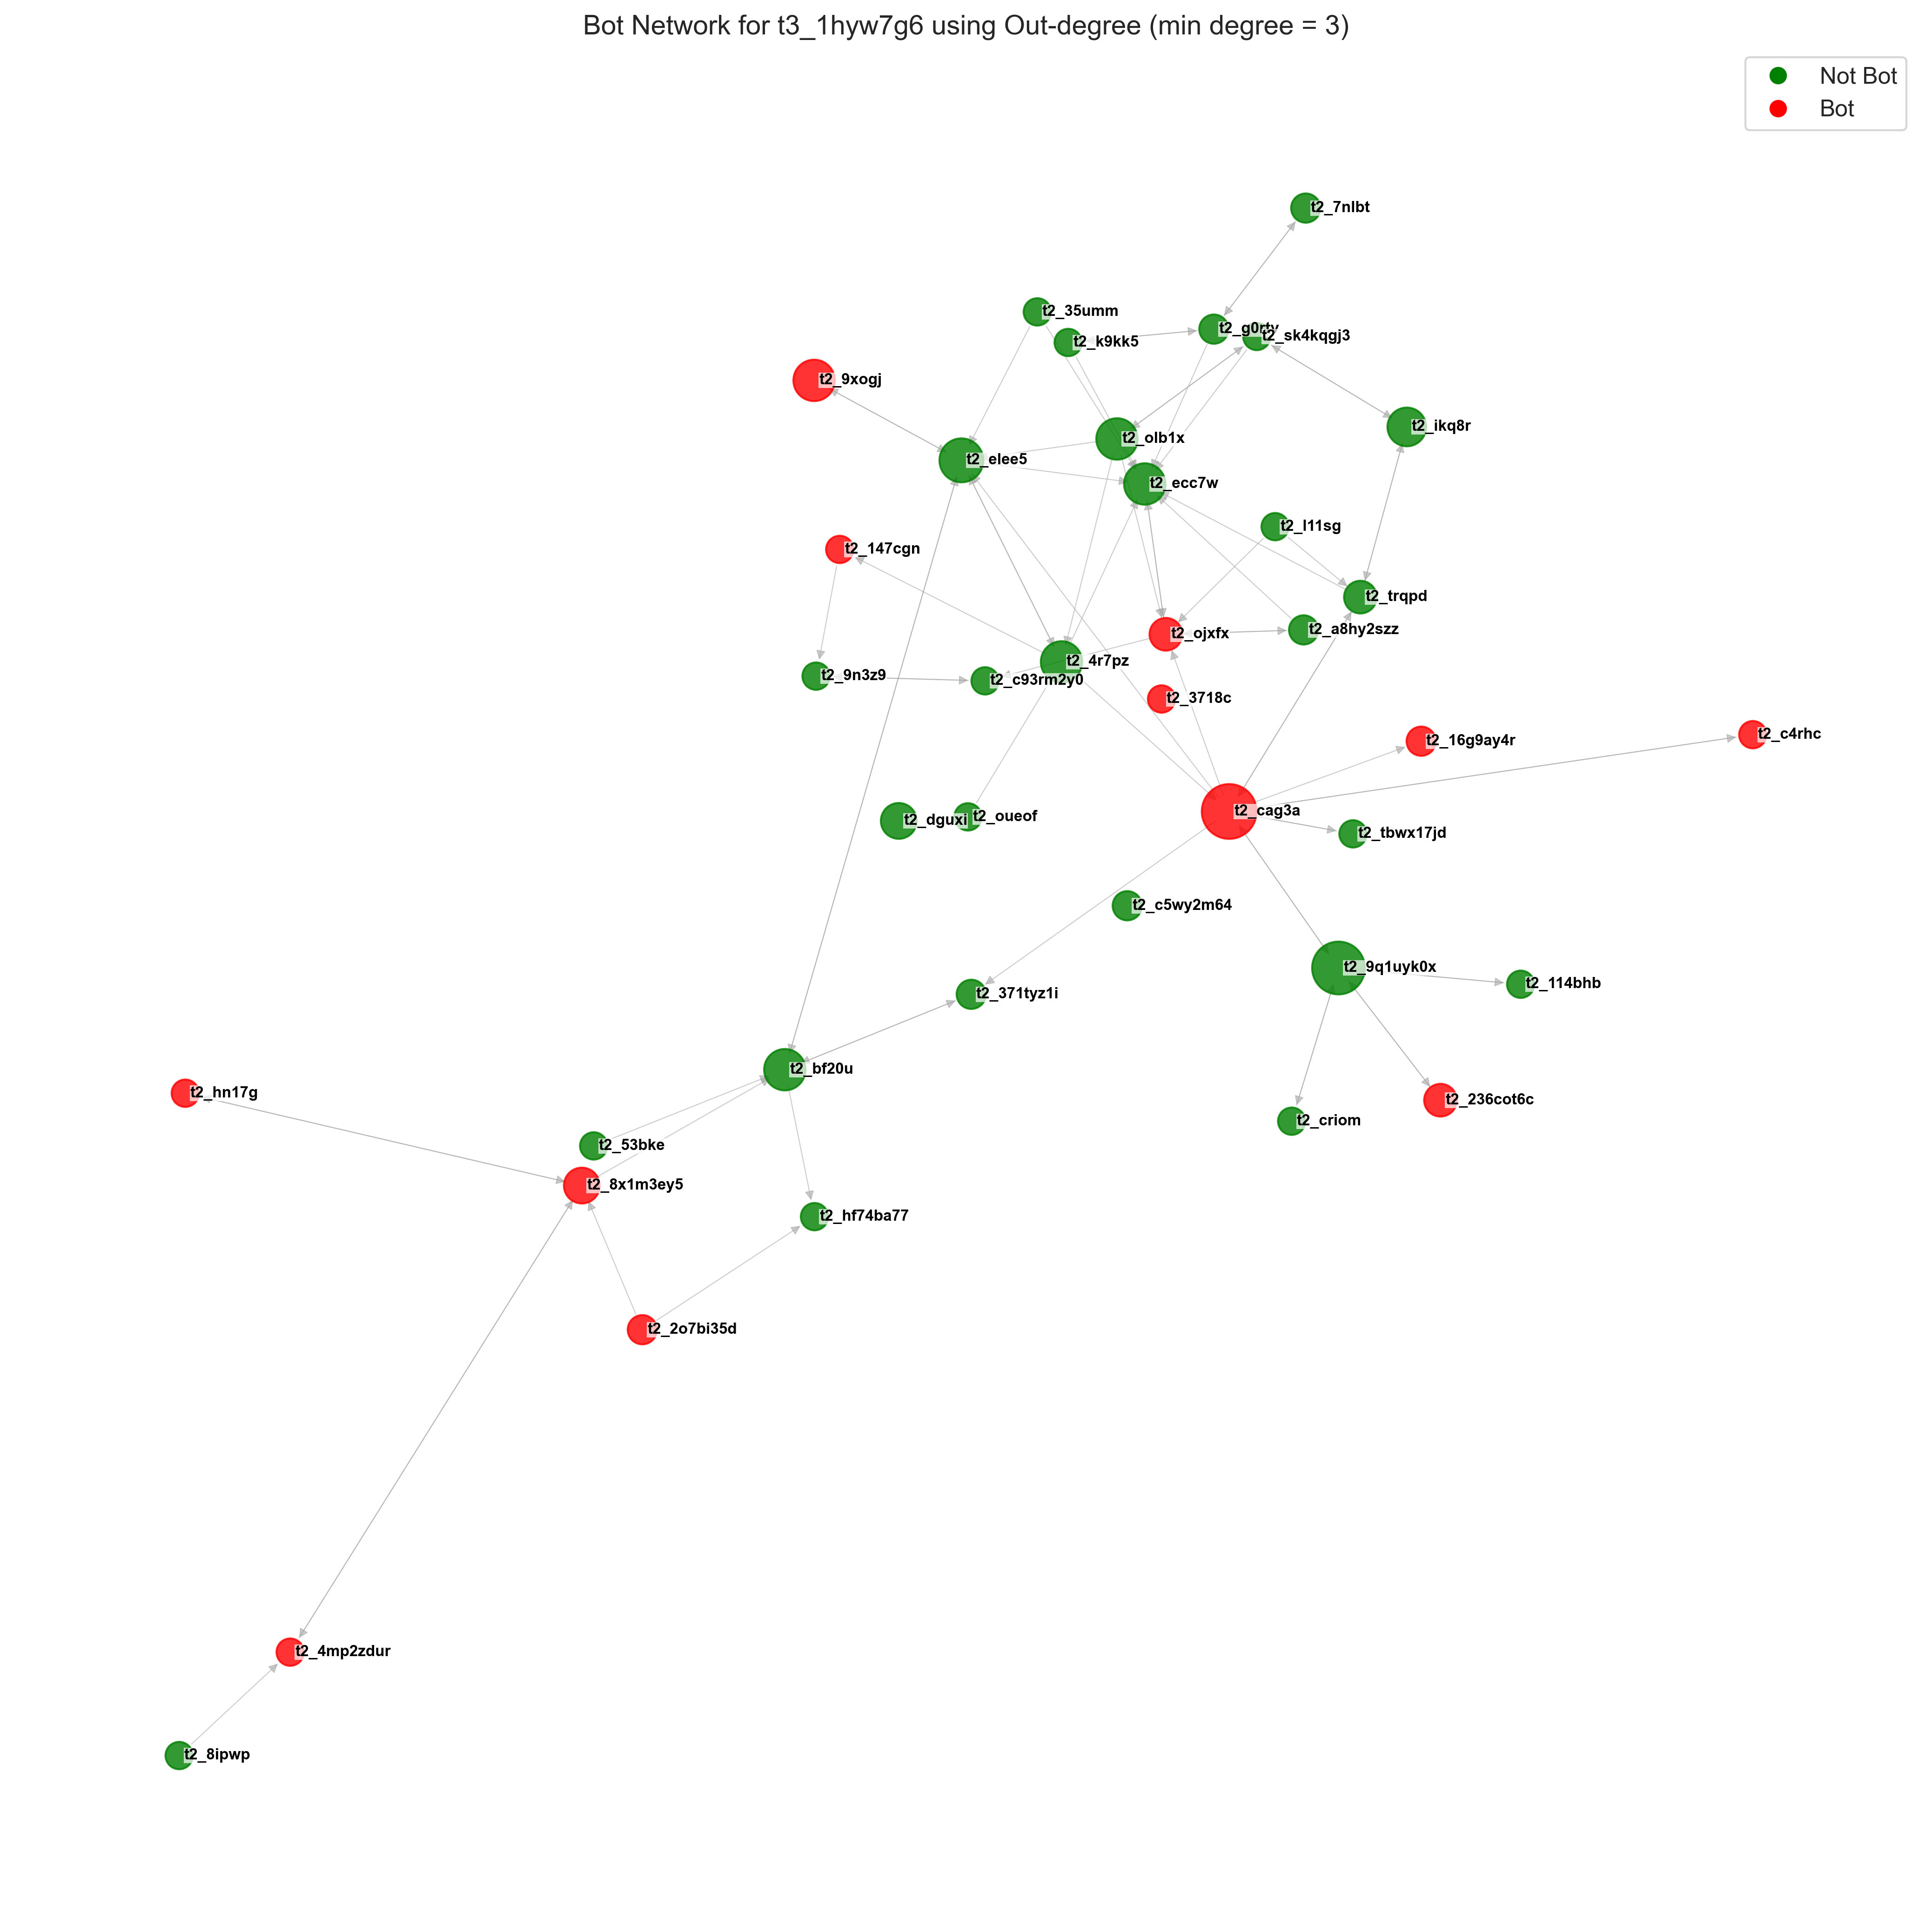 Bot Network for t3_1hyw7g6 using Out-degree (min degree = 3)
Not Bot
Bot
t2_7nlbt
t2_35umm
t2_k9kk5
t2_sk4kqgj3
t2_9xogj
t2_ikq8r
t2_olb1x
t2_elee5
t2_ecc7w
t2_l11sg
t2_147cgn
t2_trqpd
t2_a8hy2szz
t2_ojxfx
t2_4r7pz
t2_9n3z9
t2_c93rm2y0
t2_3718c
t2_c4rhc
t2_16g9ay4r
t2_cag3a
t2_oueof
t2_dguxi
t2_tbwx17jd
t2_c5wy2m64
t2_9q1uyk0x
t2_114bhb
t2_371tyz1i
t2_bf20u
t2_hn17g
t2_236cot6c
t2_criom
t2_53bke
t2_8x1m3ey5
t2_hf74ba77
t2_2o7bi35d
t2_4mp2zdur
t2_8ipwp